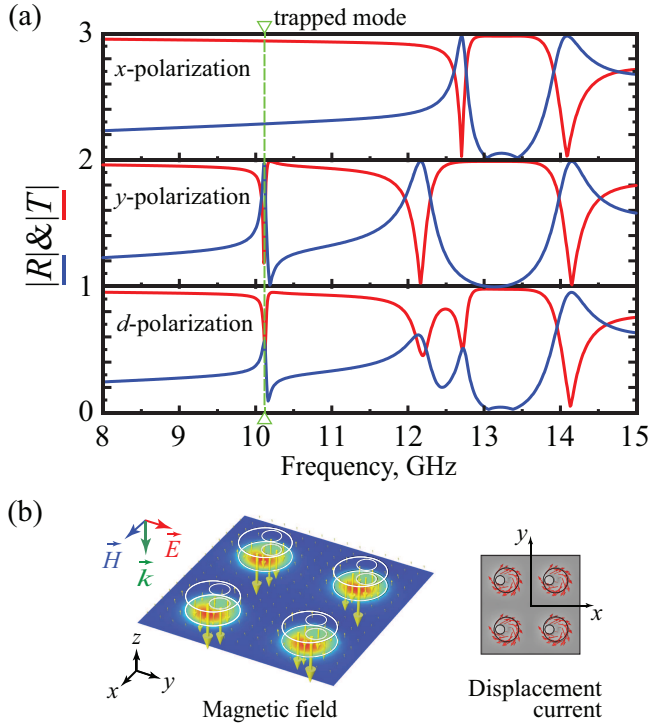 (a)
trapped mode
3
x-polarization
2
y-polarization
1
d-polarization
0
|R|&|T|
8 9 10 11 12 13 14 15
Frequency, GHz
(b)
H E
k
z
x y
Magnetic field
y
x
Displacement
current